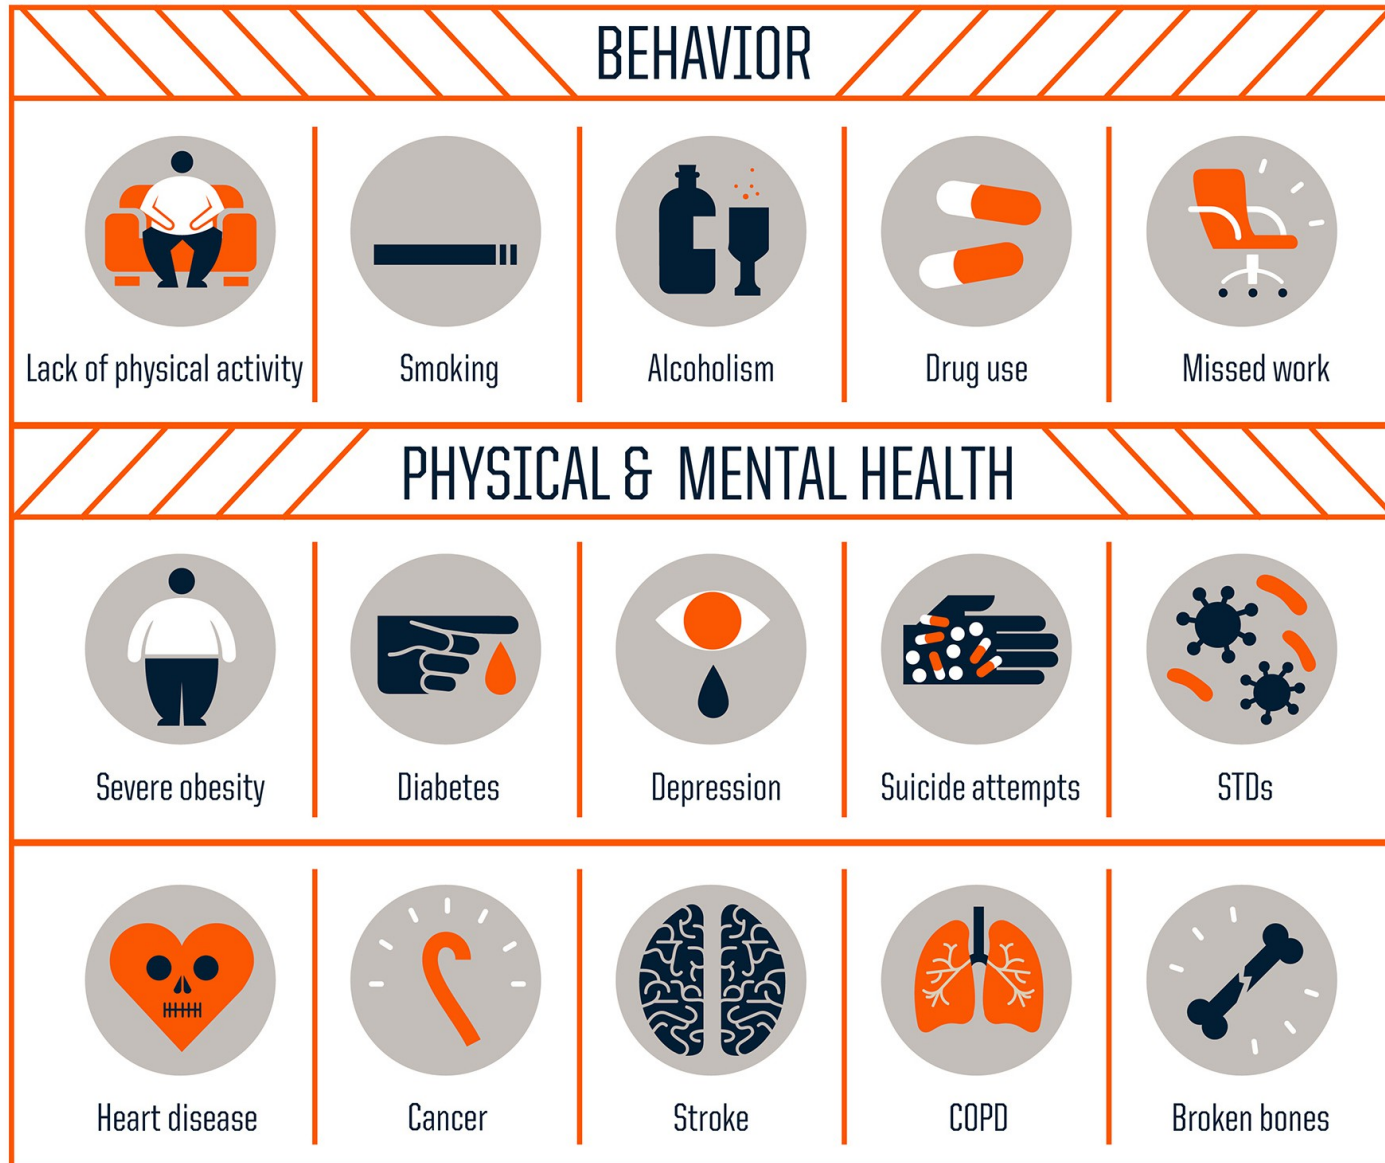 BEHAVIOR
Lack of physical activity
Smoking
Alcoholism
Drug use
Missed work
PHYSICAL & MENTAL HEALTH
Severe obesity
Diabetes
Depression
Suicide attempts
STDs
Heart disease
Cancer
Stroke
COPD
Broken bones